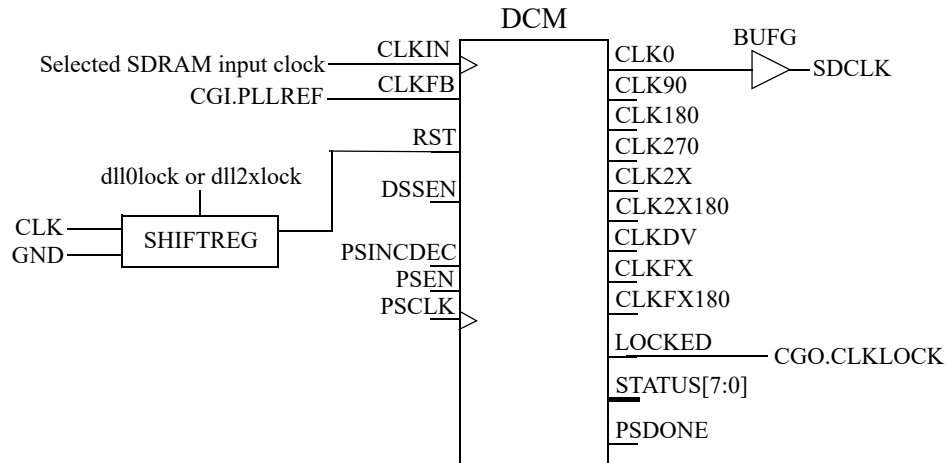 DCM
CLKIN
Selected SDRAM input clock
CLKFB
CGI.PLLREF
RST
dll0lock or dll2xlock
DSSEN
CLK
SHIFTREG
GND
PSINCDEC
PSEN
PSCLK
CLK0
BUFG
SDCLK
CLK90
CLK180
CLK270
CLK2X
CLK2X180
CLKDV
CLKFX
CLKFX180
LOCKED
CGO.CLKLOCK
STATUS[7:0]
PSDONE